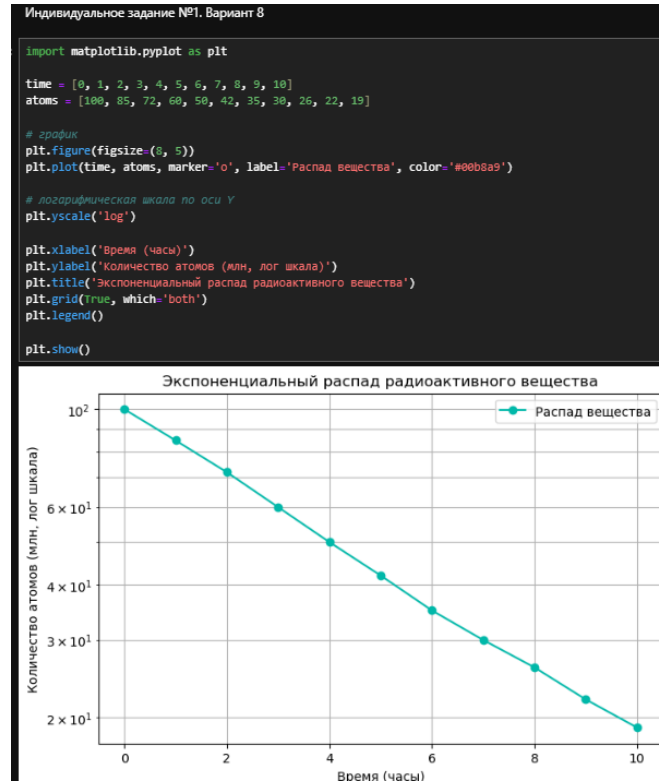 Индивидуальное задание №1. Вариант 8
import matplotlib.pyplot as plt
time = [0, 1, 2, 3, 4, 5, 6, 7, 8, 9, 10]
atoms = [100, 85, 72, 60, 50, 42, 35, 30, 26, 22, 19]
# график
plt.figure(figsize=(8, 5))
plt.plot(time, atoms, marker='o', label='Распад вещества', color='#00b8a9')
# логарифмическая шкала по оси Y
plt.yscale('log')
plt.xlabel('Время (часы)')
plt.ylabel('Количество атомов (млн, лог шкала)')
plt.title('Экспоненциальный распад радиоактивного вещества')
plt.grid(True, which='both')
plt.legend()
plt.show()
Экспоненциальный распад радиоактивного вещества
Распад вещества
Количество атомов (млн, лог шкала)
10²
6 × 10¹
4 × 10¹
3 × 10¹
2 × 10¹
0 2 4 6 8 10
Время (часы)